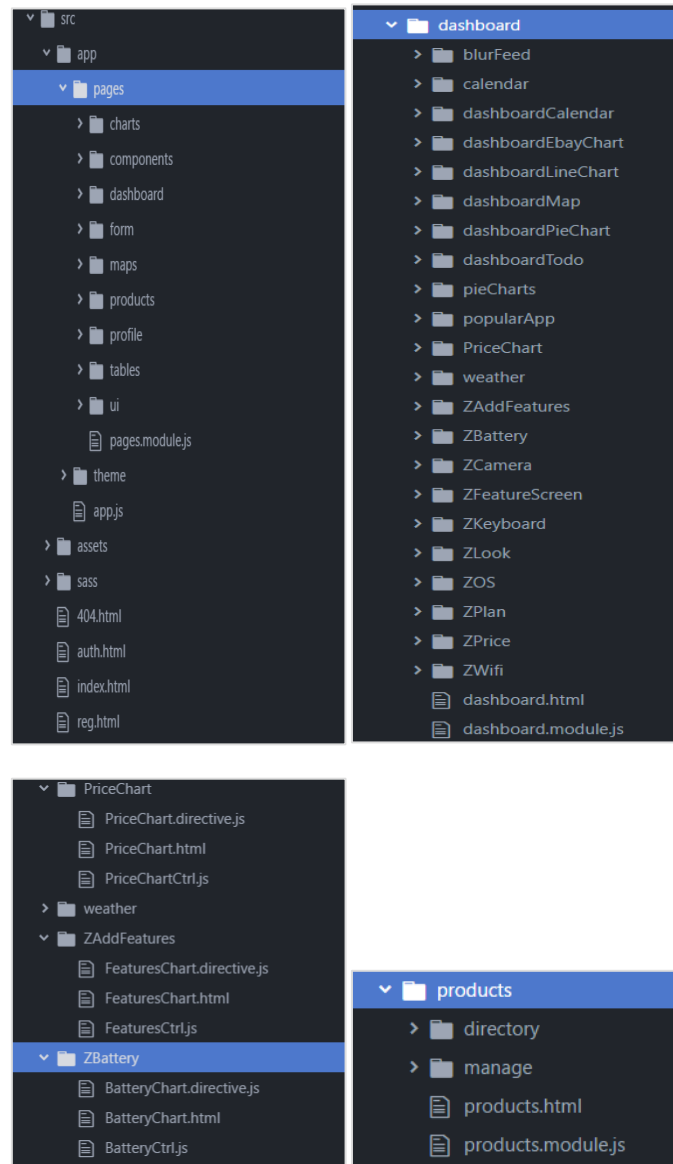 src
app
pages
charts
components
dashboard
form
maps
products
profile
tables
ui
pages.module.js
theme
app.js
assets
sass
404.html
auth.html
index.html
reg.html
dashboard
blurFeed
calendar
dashboardCalendar
dashboardEbayChart
dashboardLineChart
dashboardMap
dashboardPieChart
dashboardTodo
pieCharts
popularApp
PriceChart
weather
ZAddFeatures
ZBattery
ZCamera
ZFeatureScreen
ZKeyboard
ZLook
ZOS
ZPlan
ZPrice
ZWifi
dashboard.html
dashboard.module.js
PriceChart
PriceChart.directive.js
PriceChart.html
PriceChartCtrl.js
weather
ZAddFeatures
FeaturesChart.directive.js
FeaturesChart.html
FeaturesCtrl.js
ZBattery
BatteryChart.directive.js
BatteryChart.html
BatteryCtrl.js
products
directory
manage
products.html
products.module.js